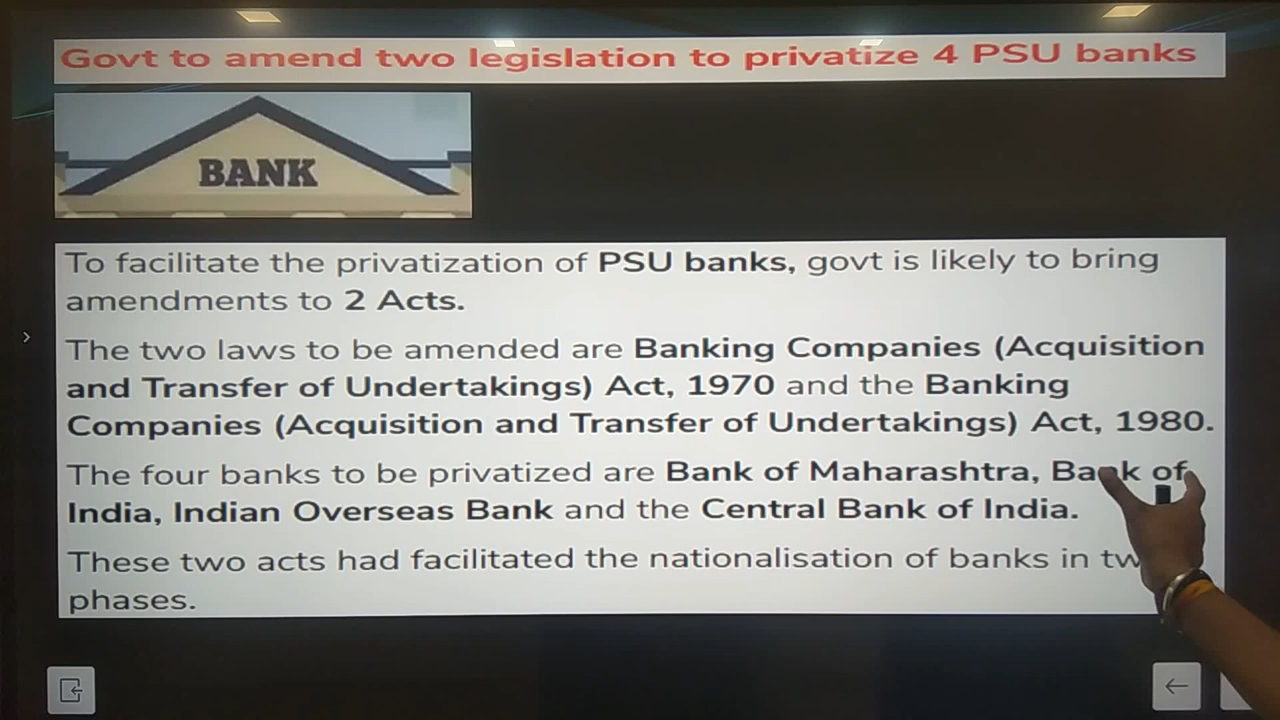 Govt to amend two legislation to privatize 4 PSU banks
BANK
To facilitate the privatization of PSU banks, govt is likely to bring
amendments to 2 Acts.
The two laws to be amended are Banking Companies (Acquisition
and Transfer of Undertakings) Act, 1970 and the Banking
Companies (Acquisition and Transfer of Undertakings) Act, 1980.
The four banks to be privatized are Bank of Maharashtra, Bank of
India, Indian Overseas Bank and the Central Bank of India.
These two acts had facilitated the nationalisation of banks in
phases.